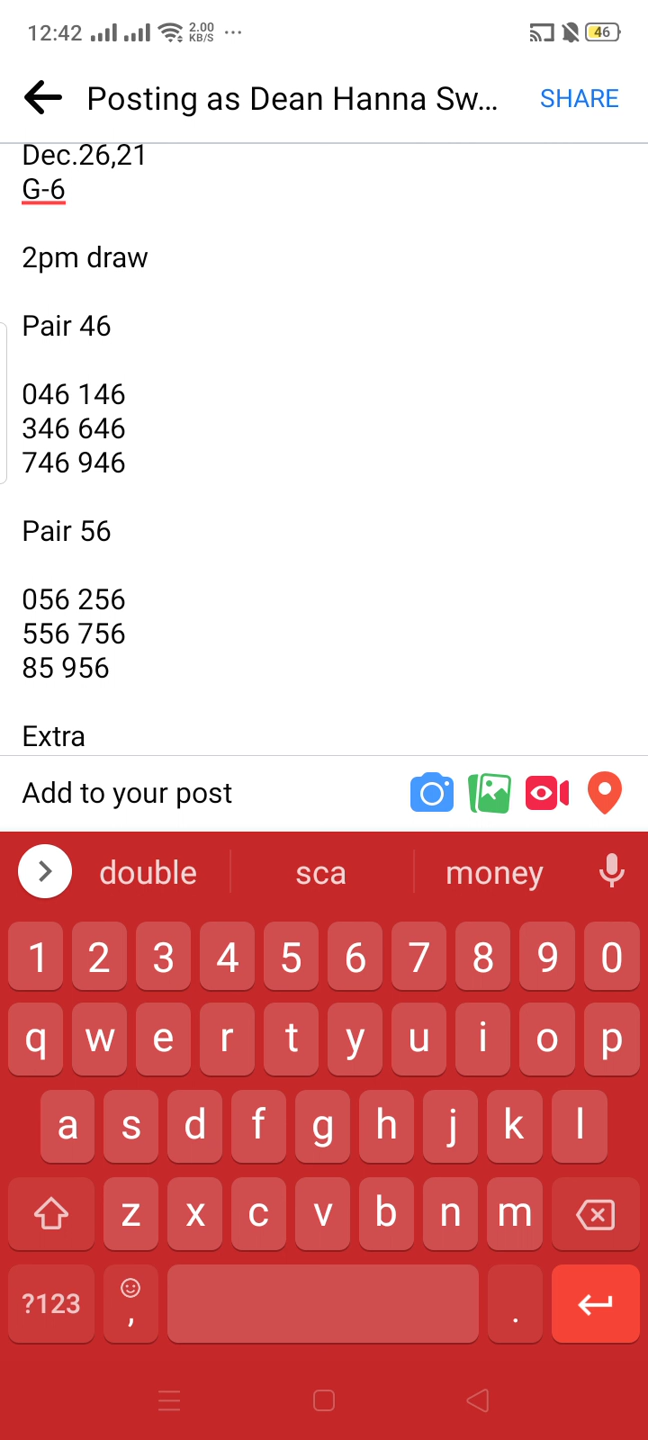 12:42 2.00 KB/S ... 46
Posting as Dean Hanna Sw... SHARE
Dec.26,21
G-6
2pm draw
Pair 46
046 146
346 646
746 946
Pair 56
056 256
556 756
85 956
Extra
Add to your post
double sca money
1 2 3 4 5 6 7 8 9 0
q w e r t y u i o p
a s d f g h j k l
z x c v b n m
?123 , .